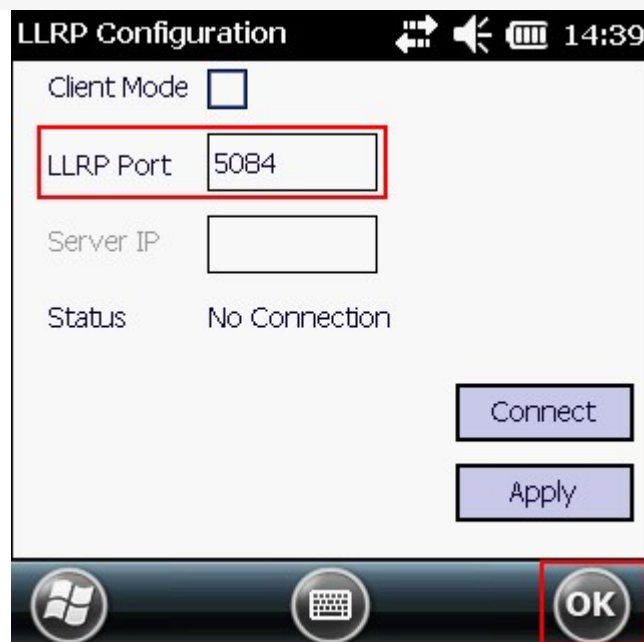 LLRP Configuration 14:39
Client Mode
LLRP Port 5084
Server IP
Status No Connection
Connect
Apply
OK